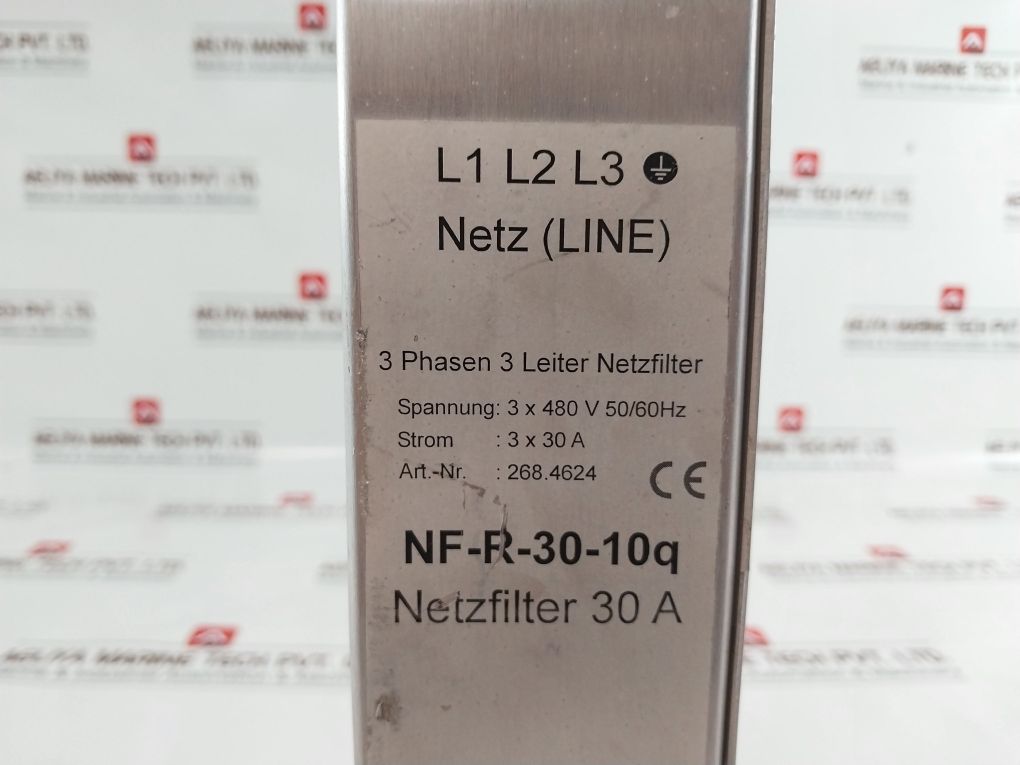 L1 L2 L3
Netz (LINE)
3 Phasen 3 Leiter Netzfilter
Spannung: 3 x 480 V 50/60Hz
Strom : 3 x 30 A
Art.-Nr. : 268.4624
CE
NF-R-30-10q
Netzfilter 30 A